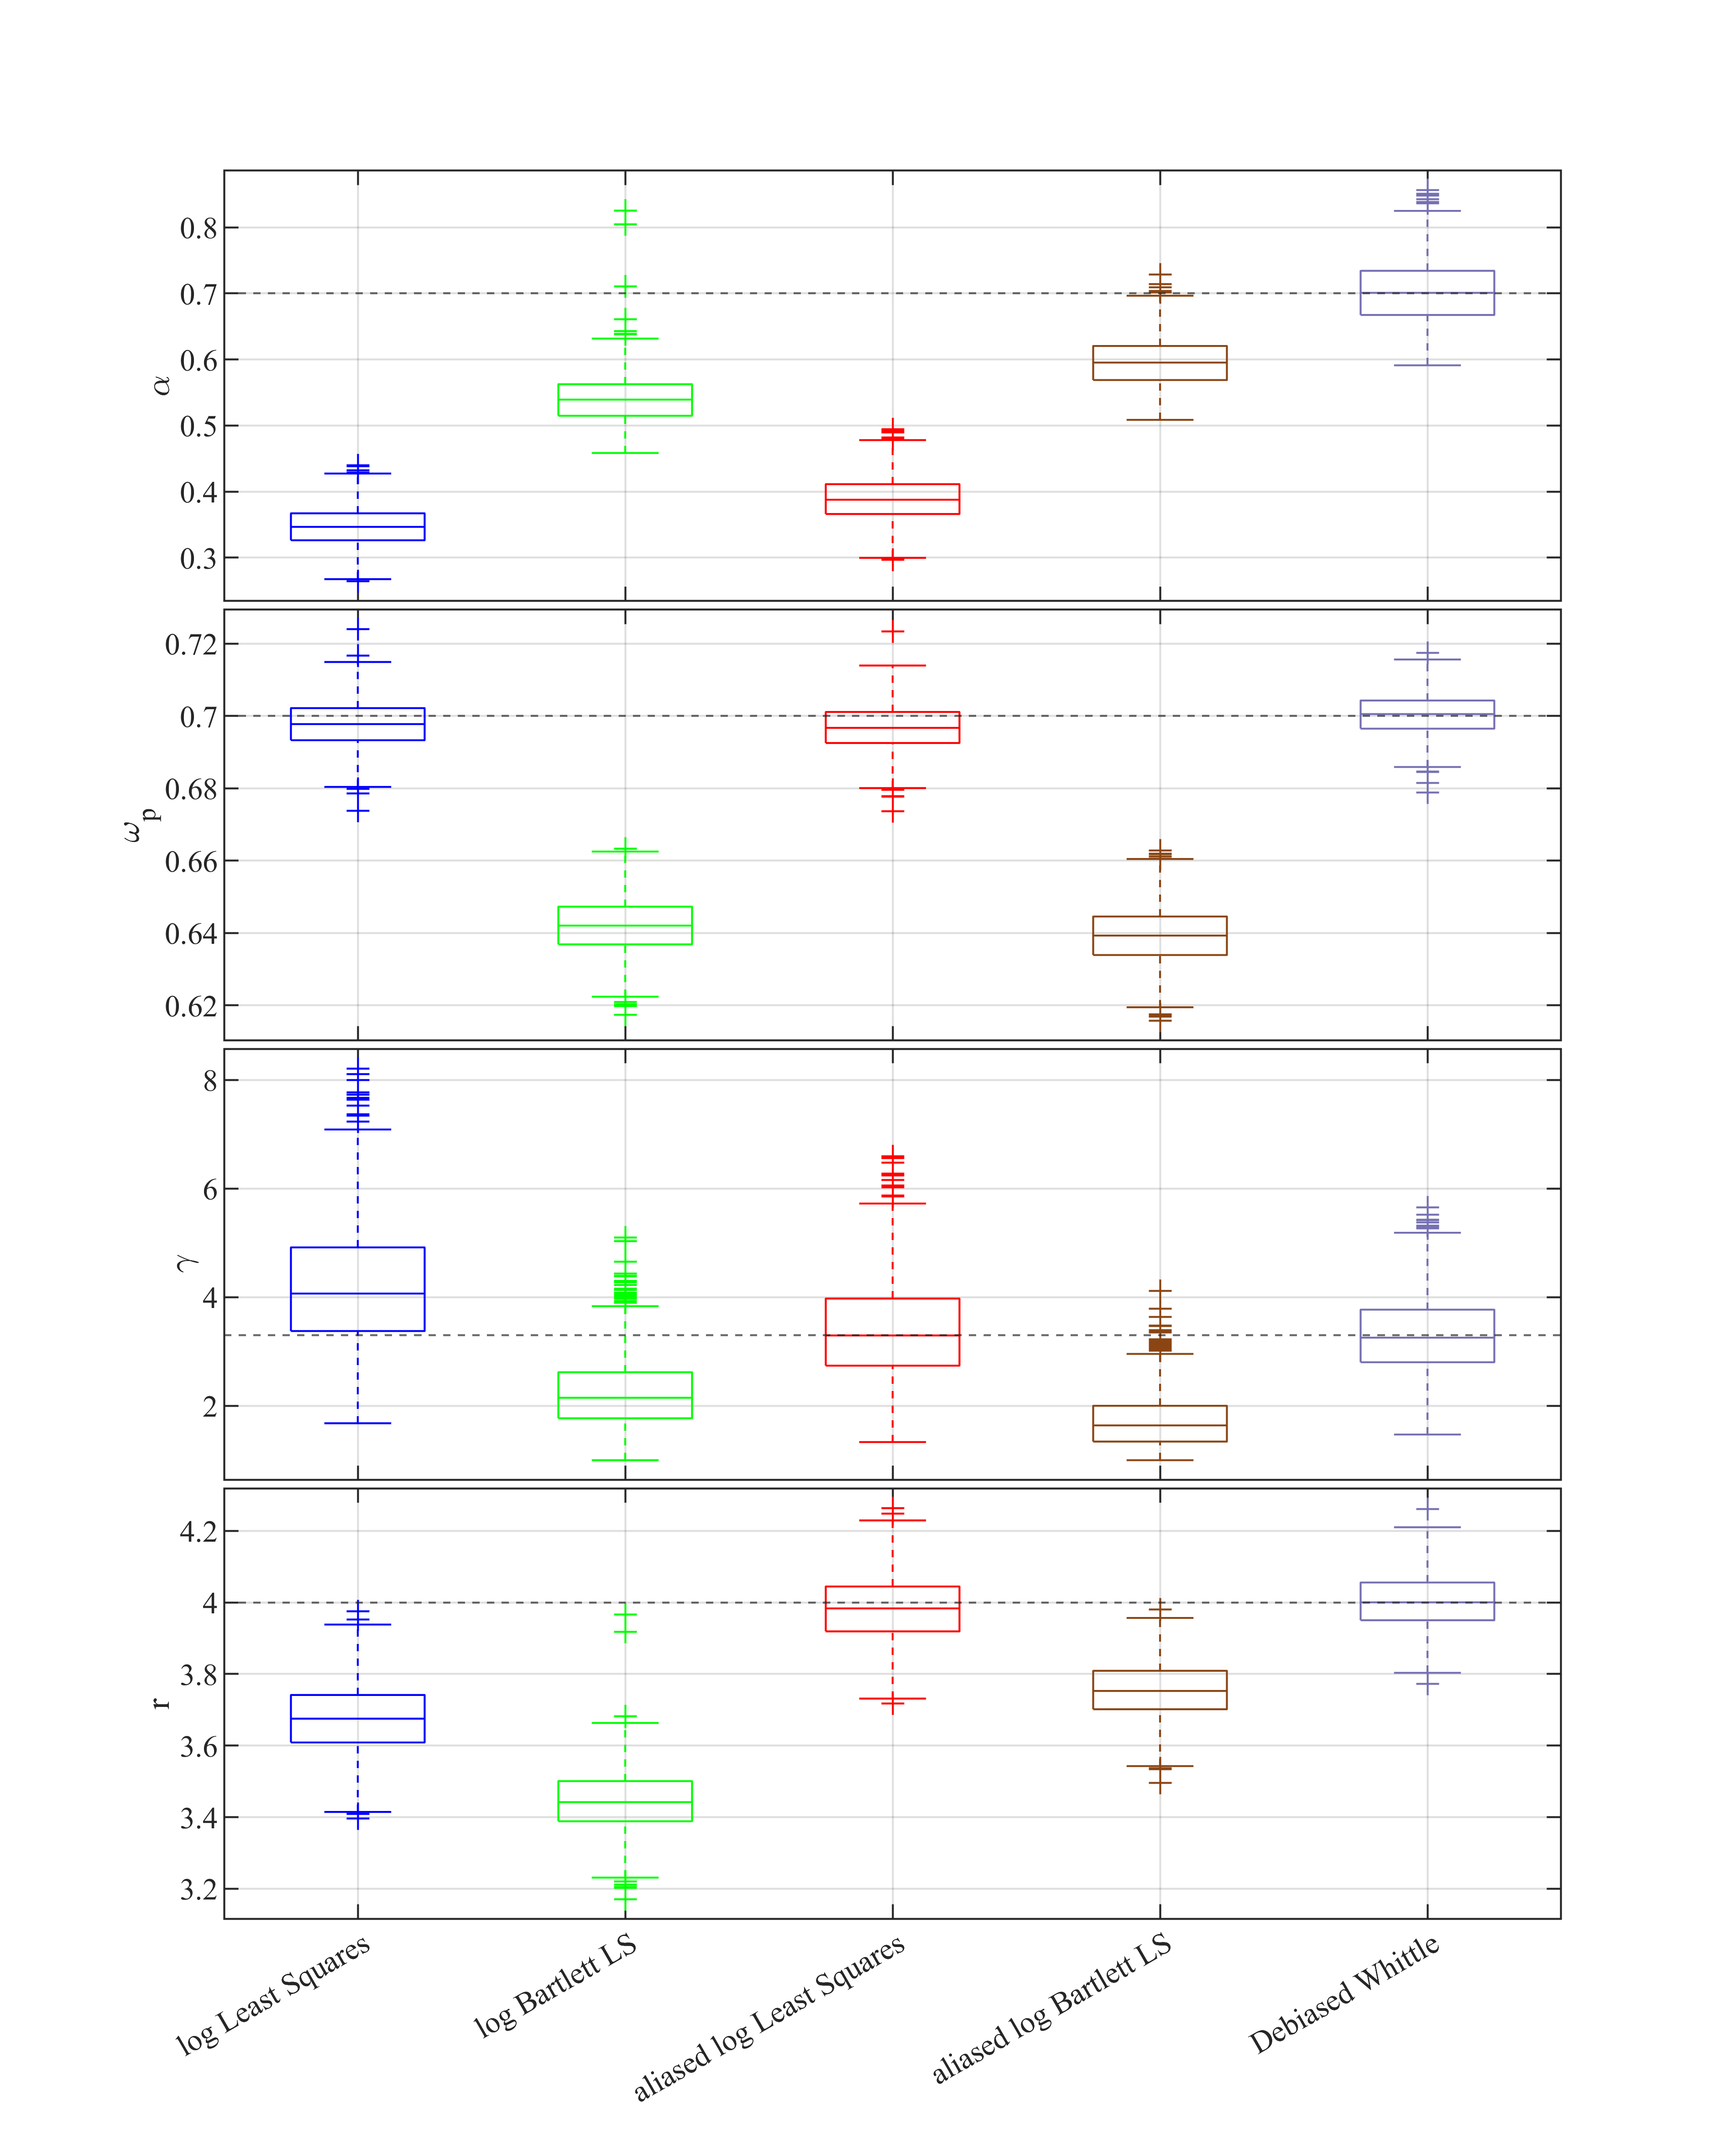 0.8
0.7
0.6
0.5
0.4
0.3
α
0.72
0.7
0.68
0.66
0.64
0.62
ω_p
8
6
4
2
γ
4.2
4
3.8
3.6
3.4
3.2
r
log Least Squares
log Bartlett LS
aliased log Least Squares
aliased log Bartlett LS
Debiased Whittle